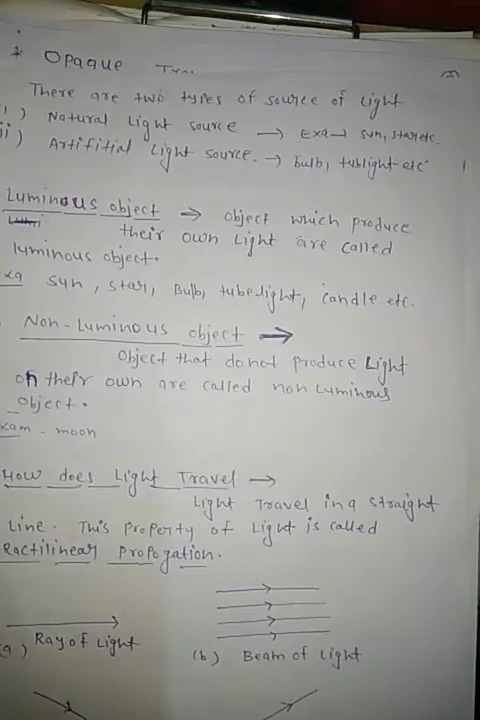 * Opaque Tra.
There are two types of source of Light
i) Natural Light source → Exa→ sun, star etc.
ii) Artifitial Light source. → bulb, tublight etc
Luminous object → object which produce
their own Light are called
luminous object.
Exa sun, star, Bulb, tubelight, candle etc.
Non-Luminous object →
Object that do not produce Light
on their own are called non Luminous
object.
Exam - moon
How does Light Travel →
Light Travel in a straight
Line. This property of Light is called
Ractilinear propogation.
(a) Ray of Light
(b) Beam of Light